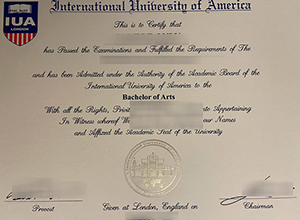 IUA
LONDON
International University of America
This is to Certify that
has Passed the Examinations and Fulfilled the Requirements of The
and has been Admitted under the Authority of the Academic Board of the
International University of America to the
Bachelor of Arts
With all the Rights, Appertaining
In Witness whereof our Names
and Affixed the Academic Seal of the University
Provost
Given at London, England on
Chairman